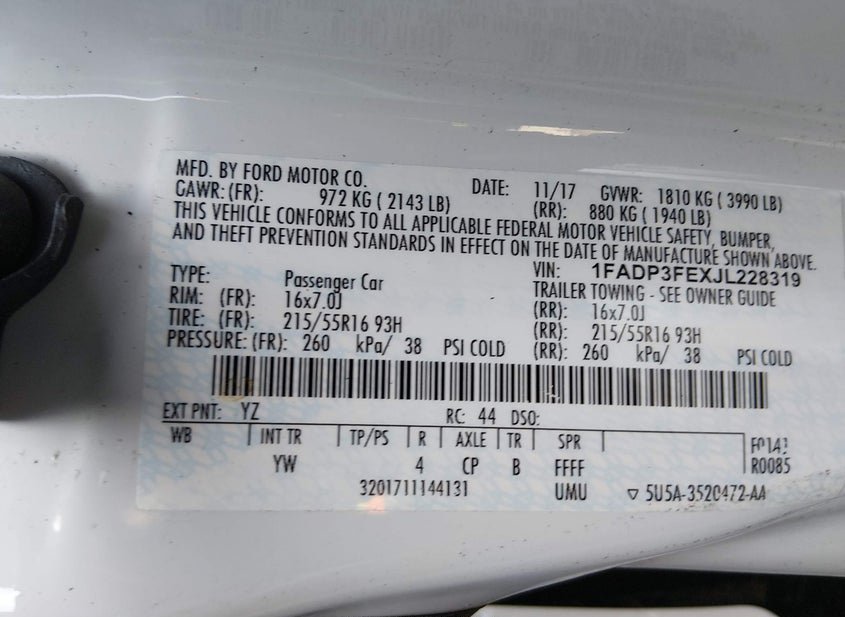 MFD. BY FORD MOTOR CO. DATE: 11/17 GVWR: 1810 KG ( 3990 LB)
GAWR: (FR): 972 KG ( 2143 LB) (RR): 880 KG ( 1940 LB)
THIS VEHICLE CONFORMS TO ALL APPLICABLE FEDERAL MOTOR VEHICLE SAFETY, BUMPER,
AND THEFT PREVENTION STANDARDS IN EFFECT ON THE DATE OF MANUFACTURE SHOWN ABOVE.
VIN: 1FADP3FEXJL228319
TYPE: Passenger Car TRAILER TOWING - SEE OWNER GUIDE
RIM: (FR): 16x7.0J (RR): 16x7.0J
TIRE: (FR): 215/55R16 93H (RR): 215/55R16 93H
PRESSURE: (FR): 260 kPa/ 38 PSI COLD (RR): 260 kPa/ 38 PSI COLD
EXT PNT: YZ RC: 44 DSO:
WB INT TR TP/PS R AXLE TR SPR
YW 4 CP B FFFF R0085
3201711144131 UMU ▽ 5U5A-3520472-AA